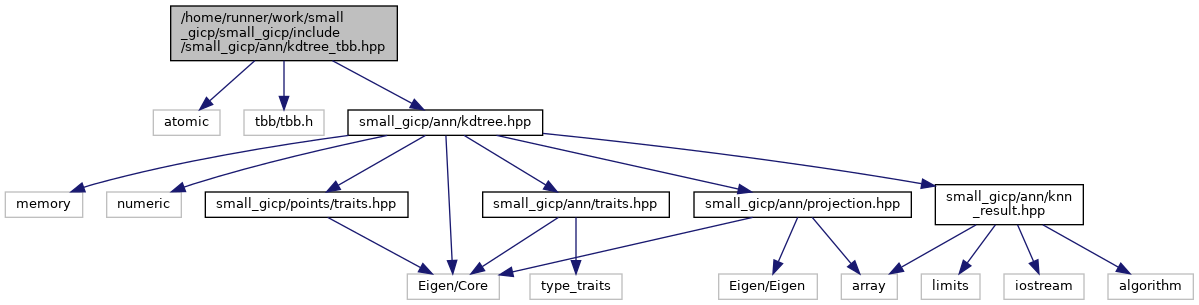 /home/runner/work/small
_gicp/small_gicp/include
/small_gicp/ann/kdtree_tbb.hpp
atomic
tbb/tbb.h
small_gicp/ann/kdtree.hpp
memory
numeric
small_gicp/points/traits.hpp
small_gicp/ann/traits.hpp
small_gicp/ann/projection.hpp
small_gicp/ann/knn
_result.hpp
Eigen/Core
type_traits
Eigen/Eigen
array
limits
iostream
algorithm